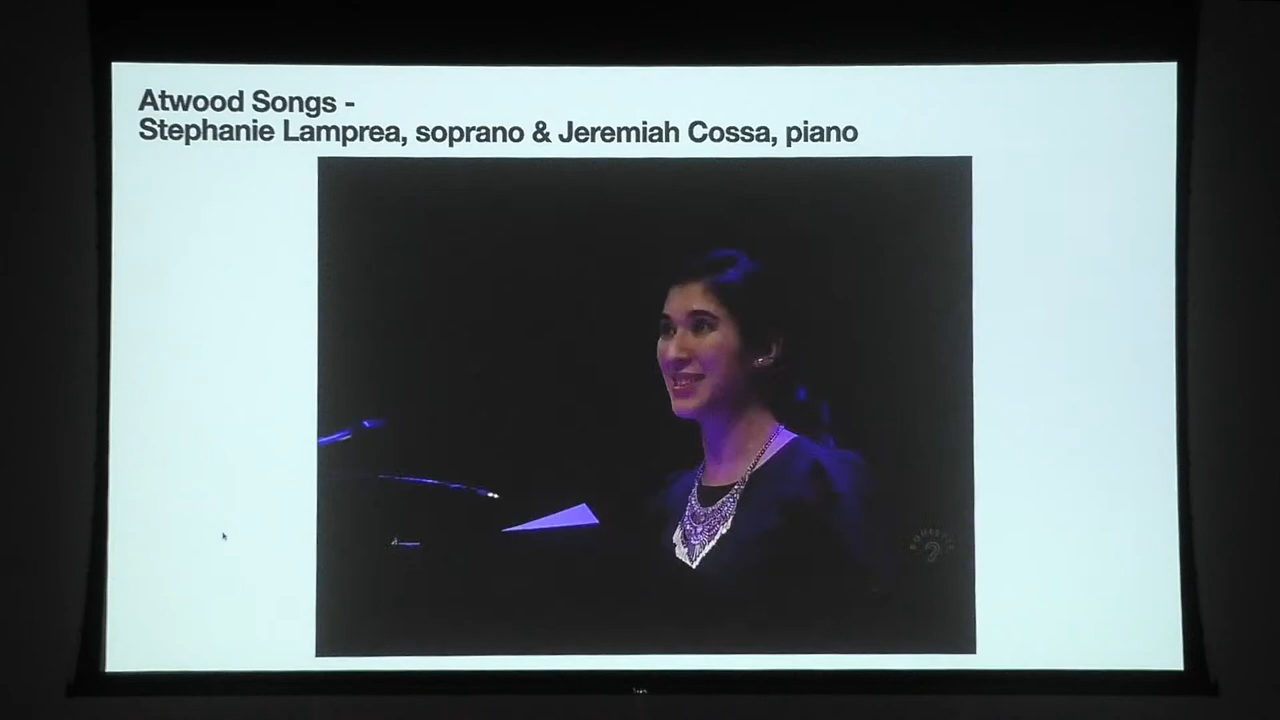 Atwood Songs -
Stephanie Lamprea, soprano & Jeremiah Cossa, piano